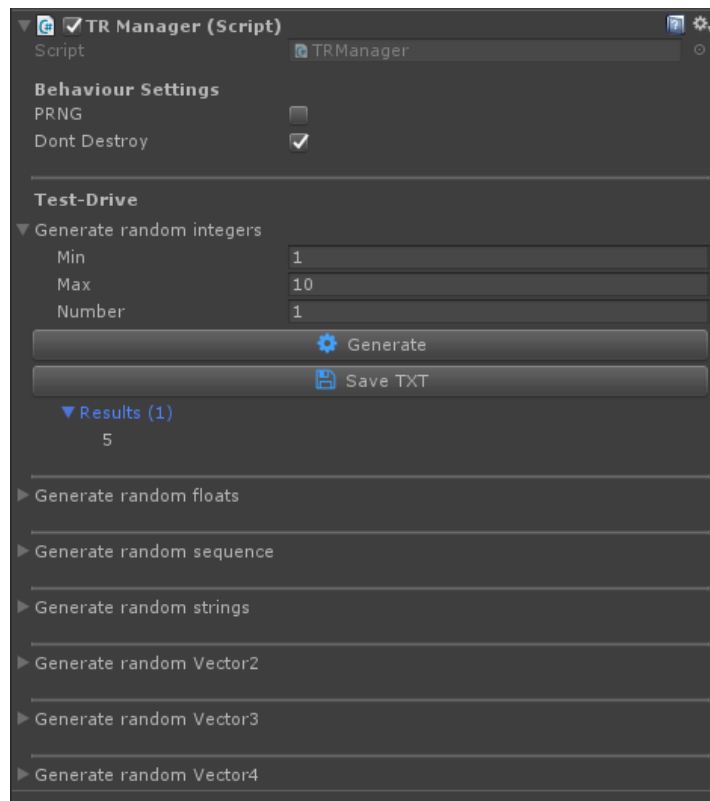 TR Manager (Script)
Script TRManager
Behaviour Settings
PRNG
Dont Destroy
Test-Drive
Generate random integers
Min 1
Max 10
Number 1
Generate
Save TXT
Results (1)
5
Generate random floats
Generate random sequence
Generate random strings
Generate random Vector2
Generate random Vector3
Generate random Vector4